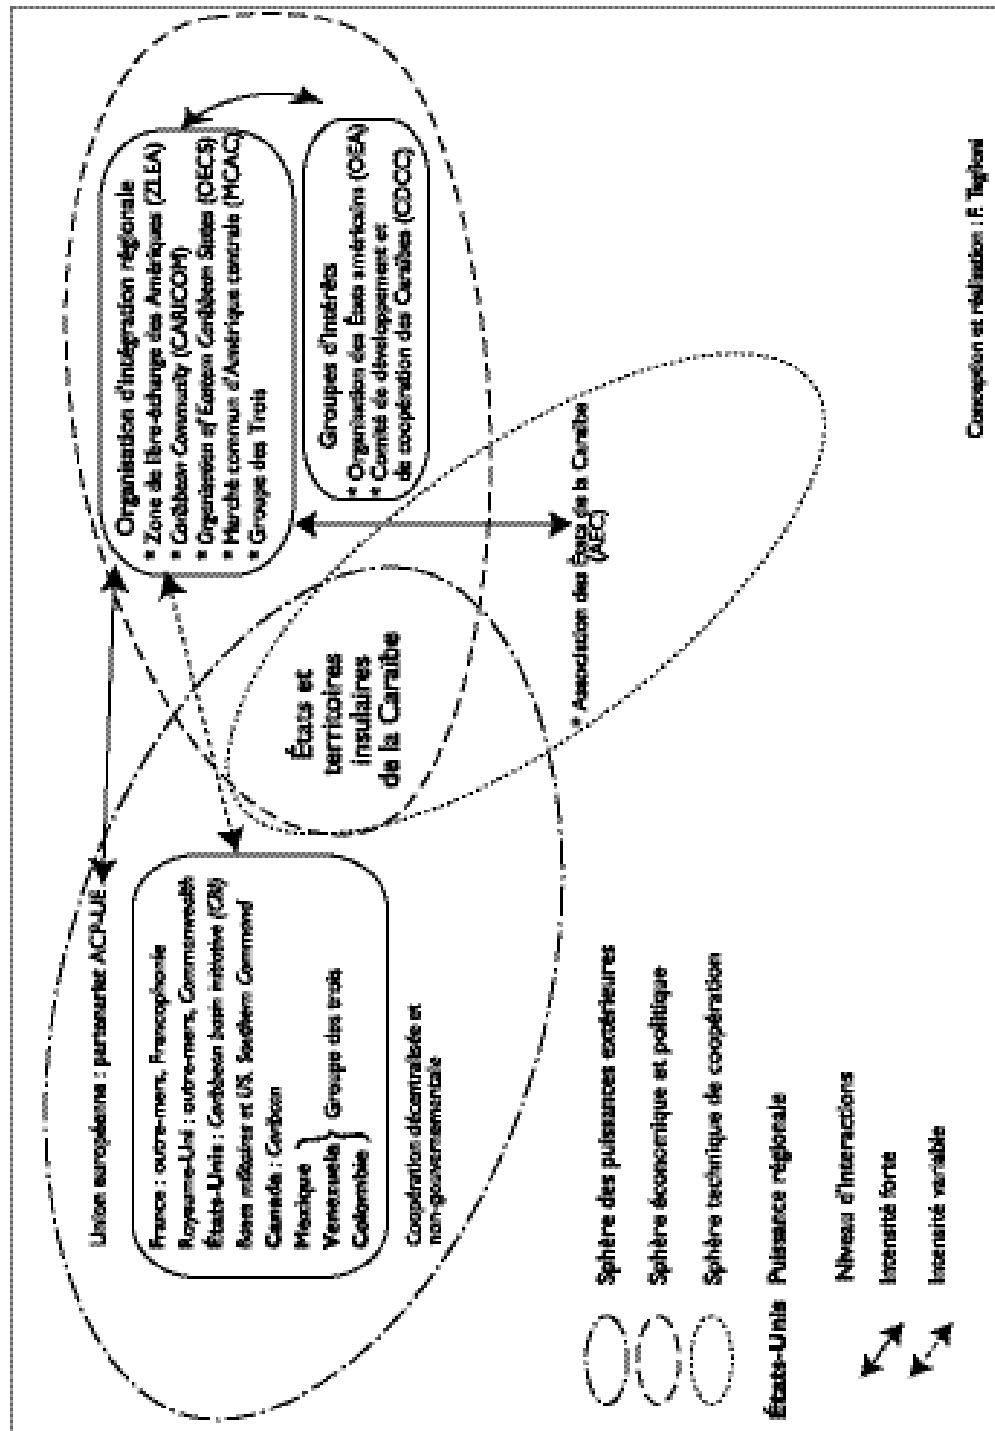 Union européenne : partenariat ACP-UE
France : outre-mers, Francophonie
Royaume-Uni : outre-mers, Commonwealth
États-Unis : Caribbean basin initiative (CBI)
Bases militaires et US. Southern Command
Canada : Caribcan
Mexique
Venezuela
Colombie
Groupe des trois
Coopération décentralisée et
non-gouvernementale
États et
territoires
insulaires
de la Caraïbe
Organisation d'intégration régionale
* Zone de libre-échange des Amériques (ZLEA)
* Caribbean Community (CARICOM)
* Organisation of Eastern Caribbean States (OECS)
* Marché commun d'Amérique centrale (MCAC)
* Groupe des Trois
Groupes d'intérêts
* Organisation des États américains (OEA)
* Comité de développement et
de coopération des Caraïbes (CDCC)
* Association des États de la Caraïbe
(AEC)
Sphère des puissances extérieures
Sphère économique et politique
Sphère technique de coopération
États-Unis Puissance régionale
Niveau d'interactions
Intensité forte
Intensité variable
Conception et réalisation : F. Taglioni